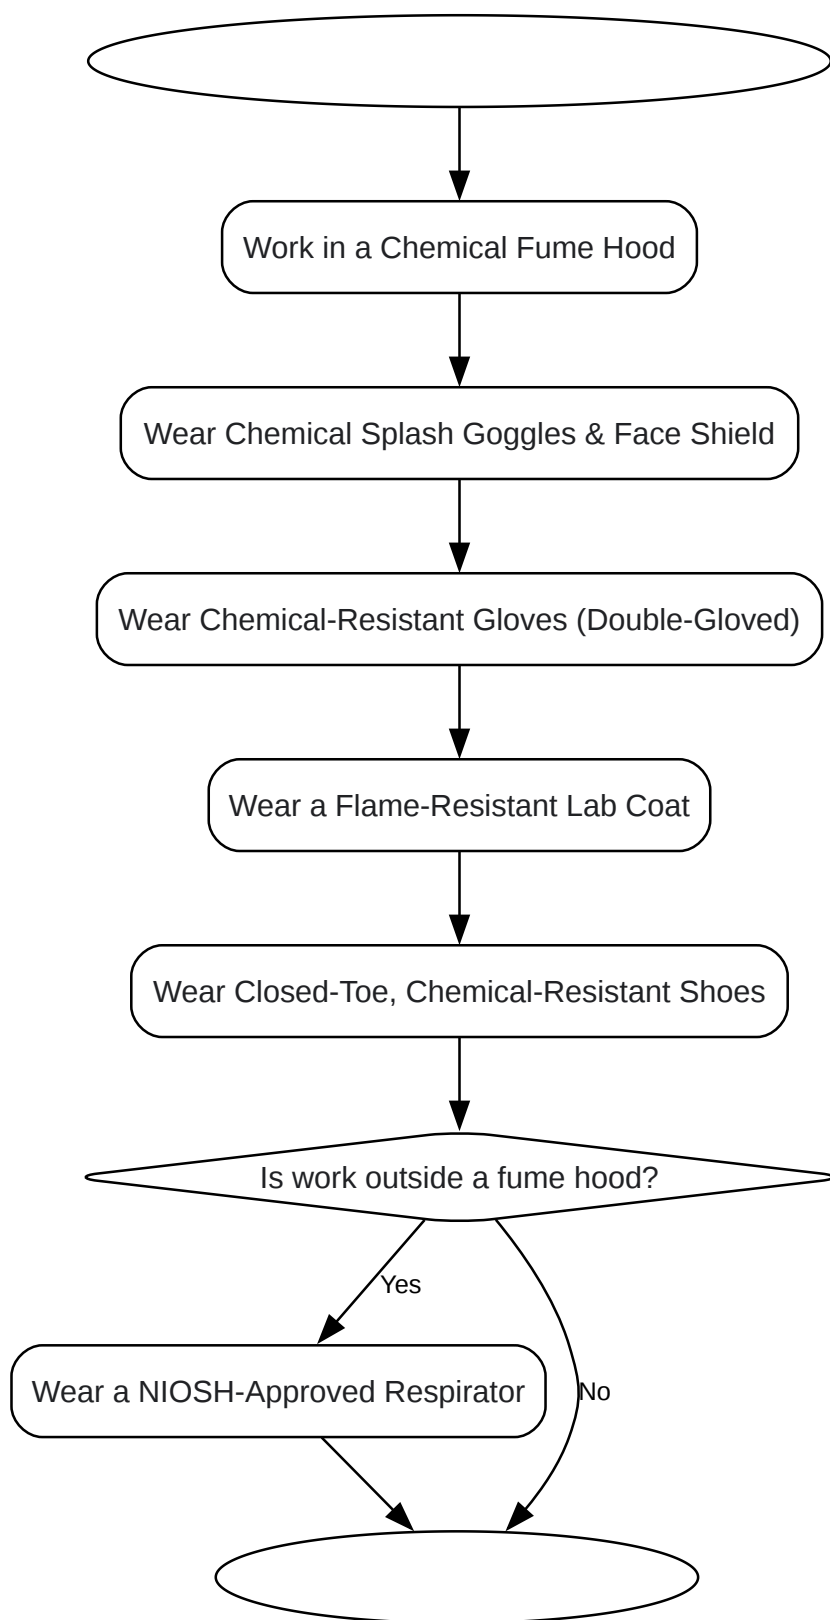 Work in a Chemical Fume Hood
Wear Chemical Splash Goggles & Face Shield
Wear Chemical-Resistant Gloves (Double-Gloved)
Wear a Flame-Resistant Lab Coat
Wear Closed-Toe, Chemical-Resistant Shoes
Is work outside a fume hood?
Yes
Wear a NIOSH-Approved Respirator
No